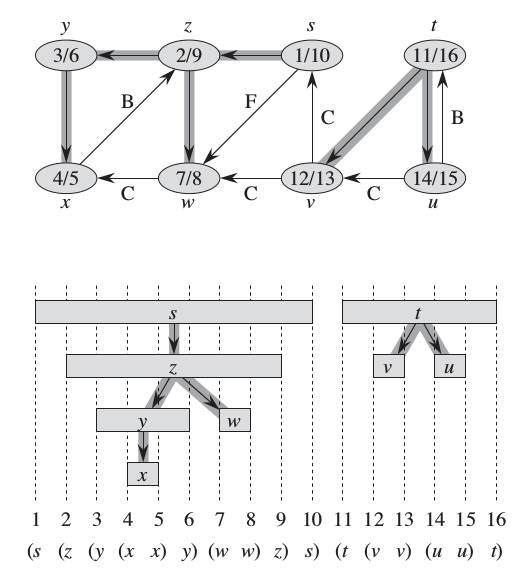 y z s t
3/6 2/9 1/10 11/16
B F C B
4/5 7/8 12/13 14/15
C C C
x w v u
s t
z v u
y w
x
1 2 3 4 5 6 7 8 9 10 11 12 13 14 15 16
(s (z (y (x x) y) (w w) z) s) (t (v v) (u u) t)